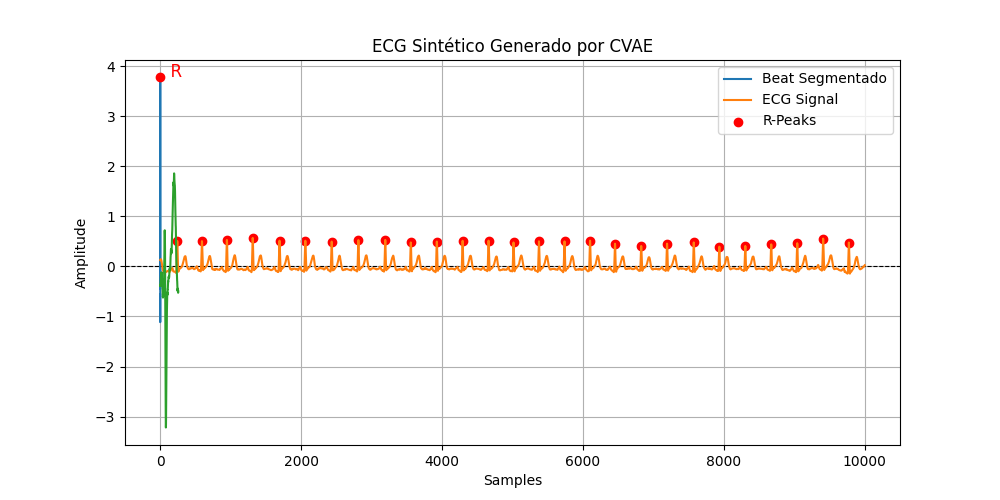 ECG Sintético Generado por CVAE
R
Beat Segmentado
ECG Signal
R-Peaks
Amplitude
4
3
2
1
0
−1
−2
−3
0 2000 4000 6000 8000 10000
Samples